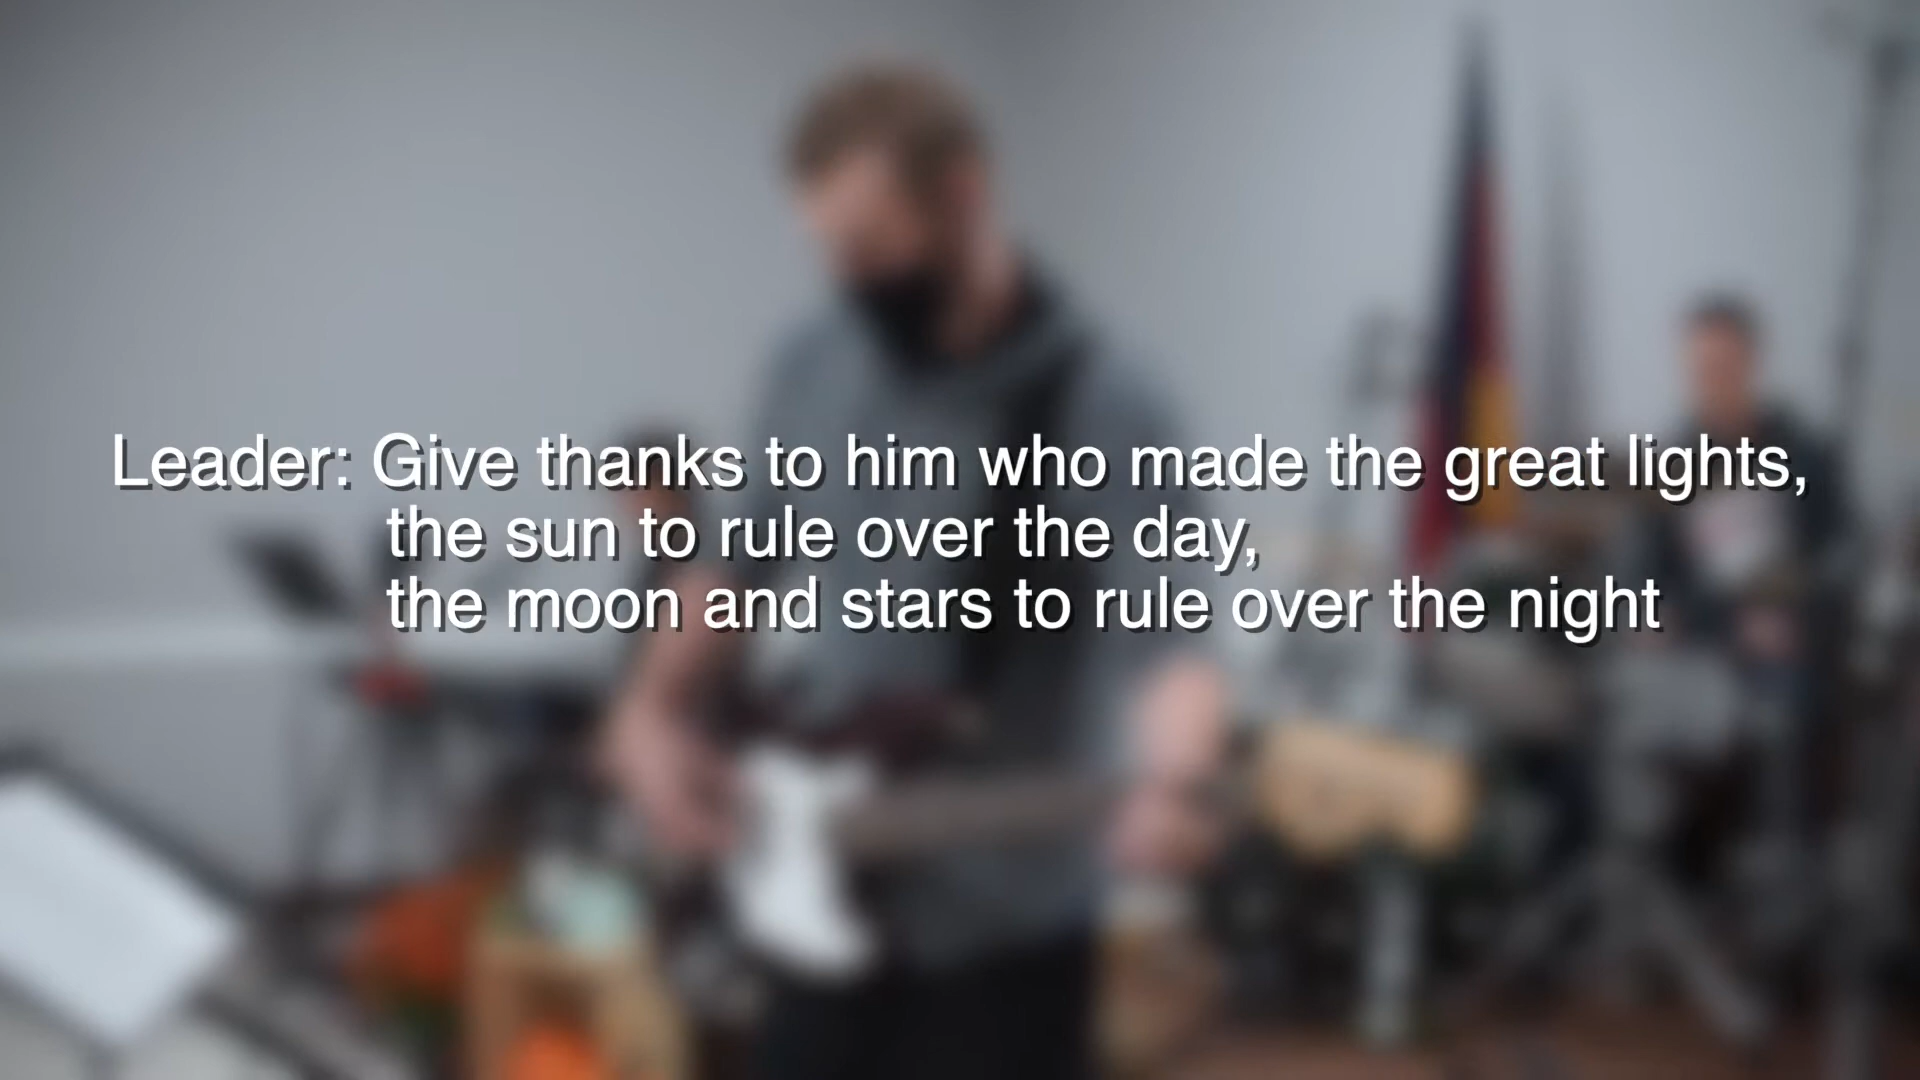 Leader: Give thanks to him who made the great lights,
the sun to rule over the day,
the moon and stars to rule over the night